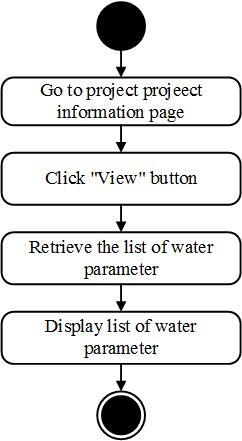 Go to project projeect
information page
Click "View" button
Retrieve the list of water
parameter
Display list of water
parameter